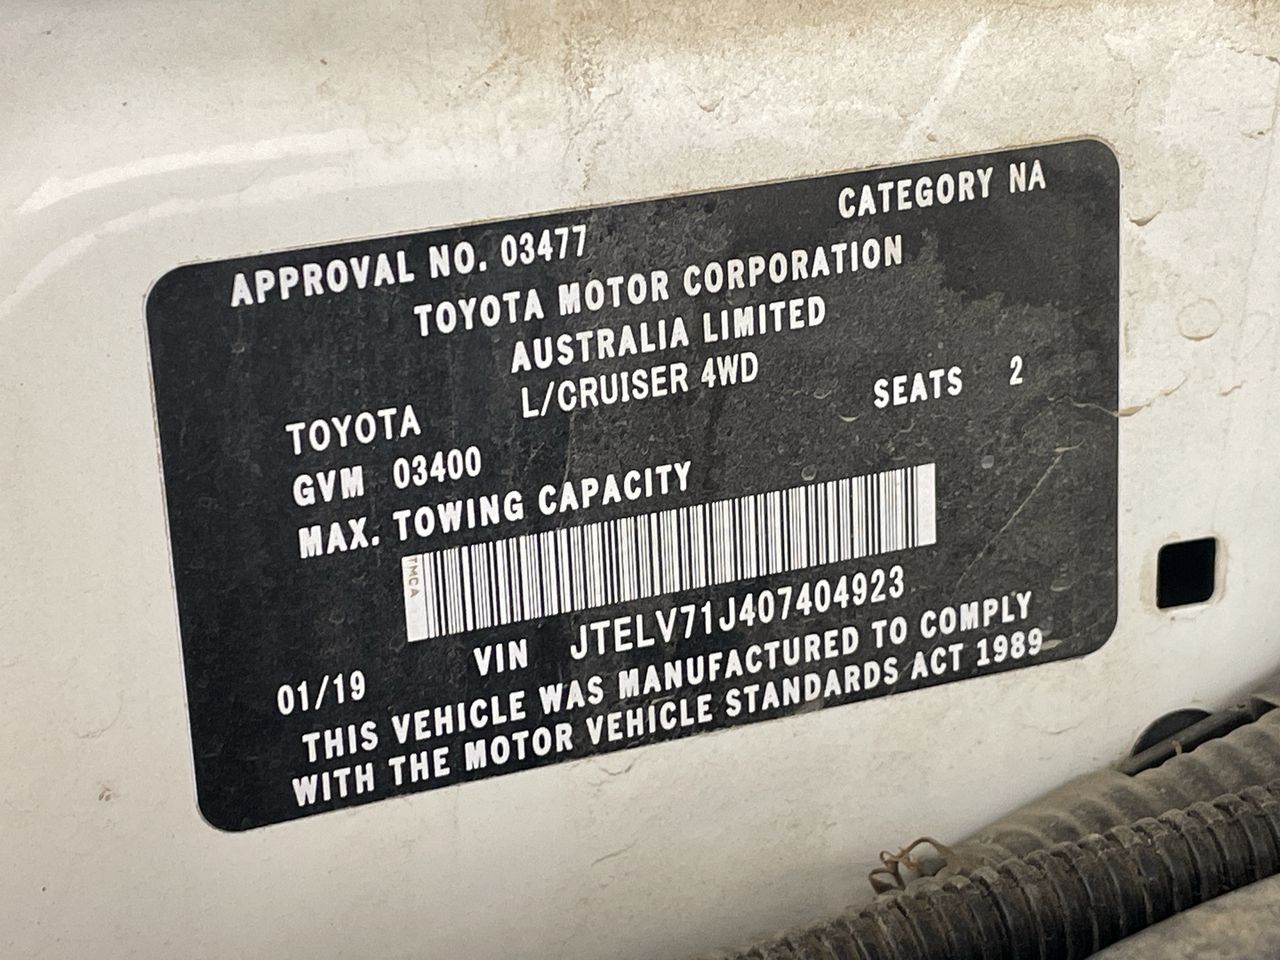 APPROVAL NO. 03477 CATEGORY NA
TOYOTA MOTOR CORPORATION
AUSTRALIA LIMITED
TOYOTA L/CRUISER 4WD SEATS 2
GVM 03400
MAX. TOWING CAPACITY
TMCA
VIN JTELV71J407404923
01/19
THIS VEHICLE WAS MANUFACTURED TO COMPLY
WITH THE MOTOR VEHICLE STANDARDS ACT 1989